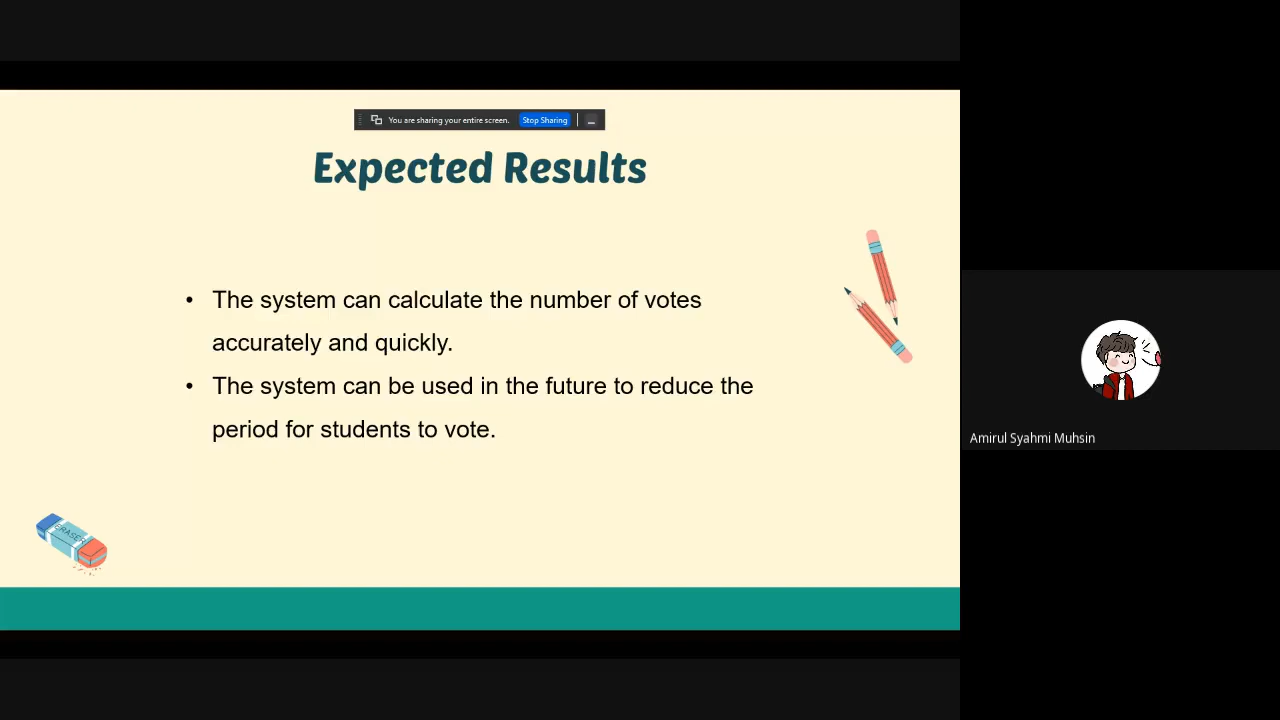 You are sharing your entire screen.
Stop Sharing
Expected Results
• The system can calculate the number of votes
accurately and quickly.
• The system can be used in the future to reduce the
period for students to vote.
ERASER
Amirul Syahmi Muhsin